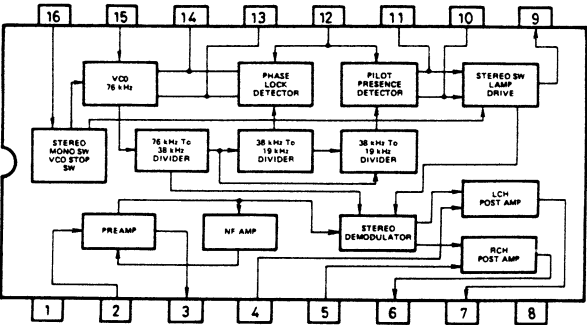 16 15 14 13 12 11 10 9
VCO
76 kHz
PHASE
LOCK
DETECTOR
PILOT
PRESENCE
DETECTOR
STEREO SW
LAMP
DRIVE
STEREO
MONO SW
VCO STOP
SW
76 kHz To
38 kHz
DIVIDER
38 kHz To
19 kHz
DIVIDER
38 kHz To
19 kHz
DIVIDER
PREAMP
NF AMP
STEREO
DEMODULATOR
LCH
POST AMP
RCH
POST AMP
1 2 3 4 5 6 7 8